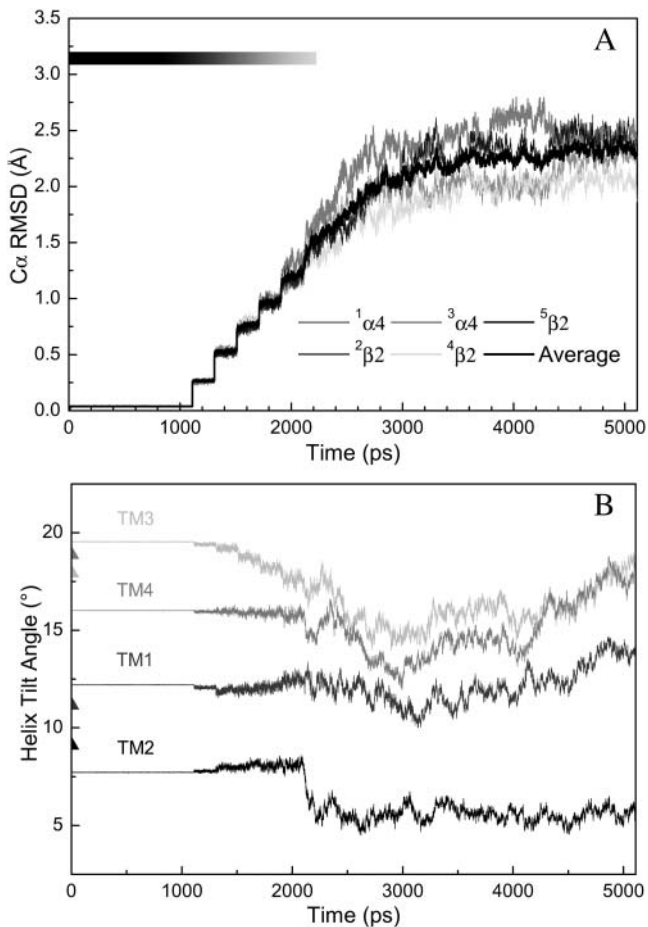 A
3.5
3.0
2.5
2.0
1.5
1.0
0.5
0.0
Cα RMSD (Å)
1α4 3α4 5β2
2β2 4β2 Average
0 1000 2000 3000 4000 5000
Time (ps)
B
20
15
10
5
Helix Tilt Angle (°)
TM3
TM4
TM1
TM2
0 1000 2000 3000 4000 5000
Time (ps)